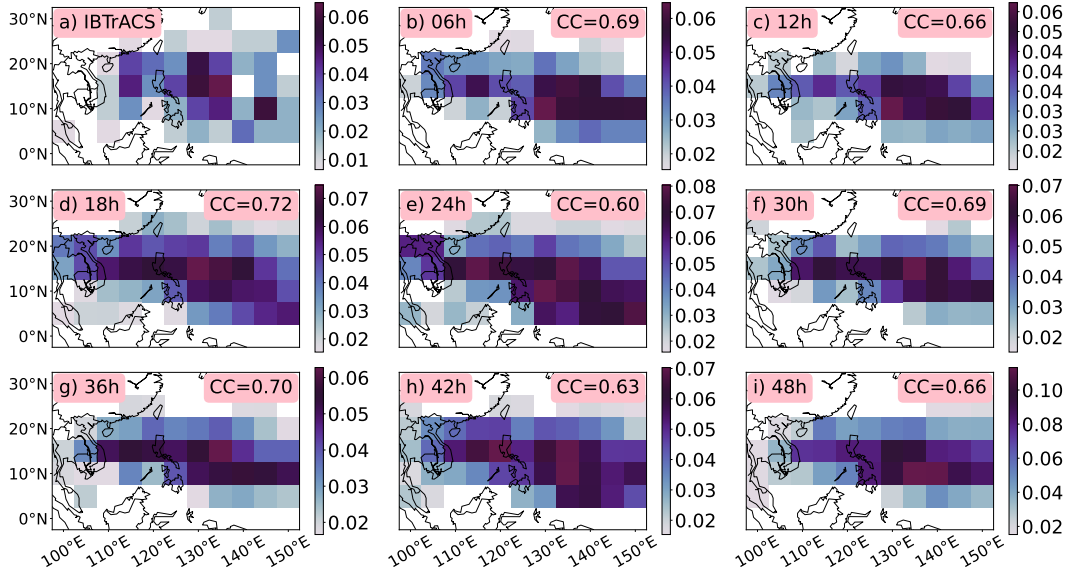 a) IBTrACS
30°N
20°N
10°N
0°N
0.06
0.05
0.04
0.03
0.02
0.01
b) 06h CC=0.69
0.06
0.05
0.04
0.03
0.02
c) 12h CC=0.66
0.06
0.05
0.05
0.04
0.04
0.03
0.03
0.02
d) 18h CC=0.72
30°N
20°N
10°N
0°N
0.07
0.06
0.05
0.04
0.03
0.02
e) 24h CC=0.60
0.08
0.07
0.06
0.05
0.04
0.03
0.02
f) 30h CC=0.69
0.07
0.06
0.05
0.04
0.03
0.02
g) 36h CC=0.70
30°N
20°N
10°N
0°N
0.06
0.05
0.04
0.03
0.02
100°E 110°E 120°E 130°E 140°E 150°E
h) 42h CC=0.63
0.07
0.06
0.05
0.04
0.03
0.02
100°E 110°E 120°E 130°E 140°E 150°E
i) 48h CC=0.66
0.10
0.08
0.06
0.04
0.02
100°E 110°E 120°E 130°E 140°E 150°E